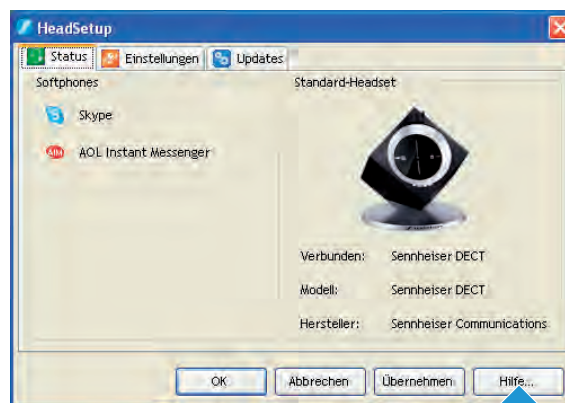 HeadSetup
Status Einstellungen Updates
Softphones
Skype
AOL Instant Messenger
Standard-Headset
Verbunden: Sennheiser DECT
Modell: Sennheiser DECT
Hersteller: Sennheiser Communications
OK Abbrechen Übernehmen Hilfe...